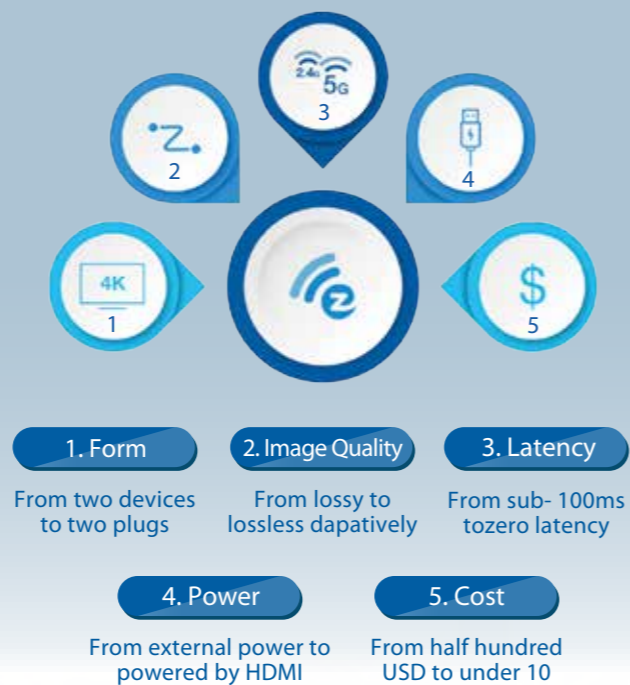 2.4G
5G
3
2
4
4K
1
$
5
z
1. Form
From two devices
to two plugs
2. Image Quality
From lossy to
lossless dapatively
3. Latency
From sub- 100ms
tozero latency
4. Power
From external power to
powered by HDMI
5. Cost
From half hundred
USD to under 10